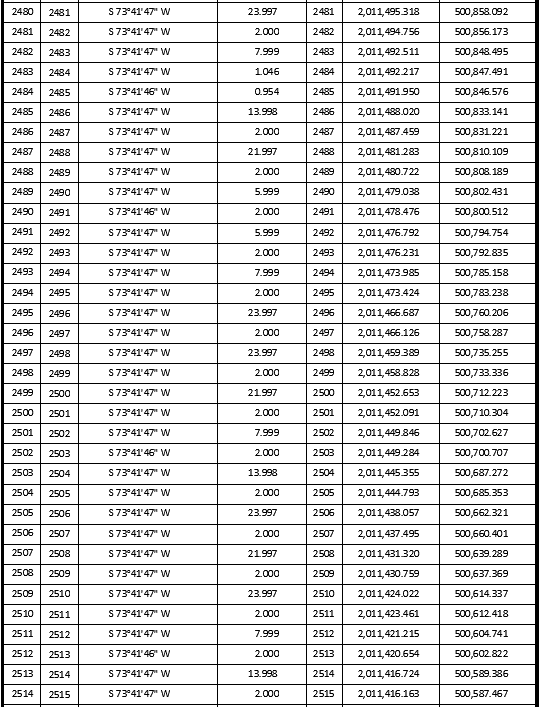 2480 2481 S 73°41'47" W 23.997 2481 2,011,495.318 500,858.092
2481 2482 S 73°41'47" W 2.000 2482 2,011,494.756 500,856.173
2482 2483 S 73°41'47" W 7.999 2483 2,011,492.511 500,848.495
2483 2484 S 73°41'47" W 1.046 2484 2,011,492.217 500,847.491
2484 2485 S 73°41'46" W 0.954 2485 2,011,491.950 500,846.576
2485 2486 S 73°41'47" W 13.998 2486 2,011,488.020 500,833.141
2486 2487 S 73°41'47" W 2.000 2487 2,011,487.459 500,831.221
2487 2488 S 73°41'47" W 21.997 2488 2,011,481.283 500,810.109
2488 2489 S 73°41'47" W 2.000 2489 2,011,480.722 500,808.189
2489 2490 S 73°41'47" W 5.999 2490 2,011,479.038 500,802.431
2490 2491 S 73°41'46" W 2.000 2491 2,011,478.476 500,800.512
2491 2492 S 73°41'47" W 5.999 2492 2,011,476.792 500,794.754
2492 2493 S 73°41'47" W 2.000 2493 2,011,476.231 500,792.835
2493 2494 S 73°41'47" W 7.999 2494 2,011,473.985 500,785.158
2494 2495 S 73°41'47" W 2.000 2495 2,011,473.424 500,783.238
2495 2496 S 73°41'47" W 23.997 2496 2,011,466.687 500,760.206
2496 2497 S 73°41'47" W 2.000 2497 2,011,466.126 500,758.287
2497 2498 S 73°41'47" W 23.997 2498 2,011,459.389 500,735.255
2498 2499 S 73°41'47" W 2.000 2499 2,011,458.828 500,733.336
2499 2500 S 73°41'47" W 21.997 2500 2,011,452.653 500,712.223
2500 2501 S 73°41'47" W 2.000 2501 2,011,452.091 500,710.304
2501 2502 S 73°41'47" W 7.999 2502 2,011,449.846 500,702.627
2502 2503 S 73°41'46" W 2.000 2503 2,011,449.284 500,700.707
2503 2504 S 73°41'47" W 13.998 2504 2,011,445.355 500,687.272
2504 2505 S 73°41'47" W 2.000 2505 2,011,444.793 500,685.353
2505 2506 S 73°41'47" W 23.997 2506 2,011,438.057 500,662.321
2506 2507 S 73°41'47" W 2.000 2507 2,011,437.495 500,660.401
2507 2508 S 73°41'47" W 21.997 2508 2,011,431.320 500,639.289
2508 2509 S 73°41'47" W 2.000 2509 2,011,430.759 500,637.369
2509 2510 S 73°41'47" W 23.997 2510 2,011,424.022 500,614.337
2510 2511 S 73°41'47" W 2.000 2511 2,011,423.461 500,612.418
2511 2512 S 73°41'47" W 7.999 2512 2,011,421.215 500,604.741
2512 2513 S 73°41'46" W 2.000 2513 2,011,420.654 500,602.822
2513 2514 S 73°41'47" W 13.998 2514 2,011,416.724 500,589.386
2514 2515 S 73°41'47" W 2.000 2515 2,011,416.163 500,587.467